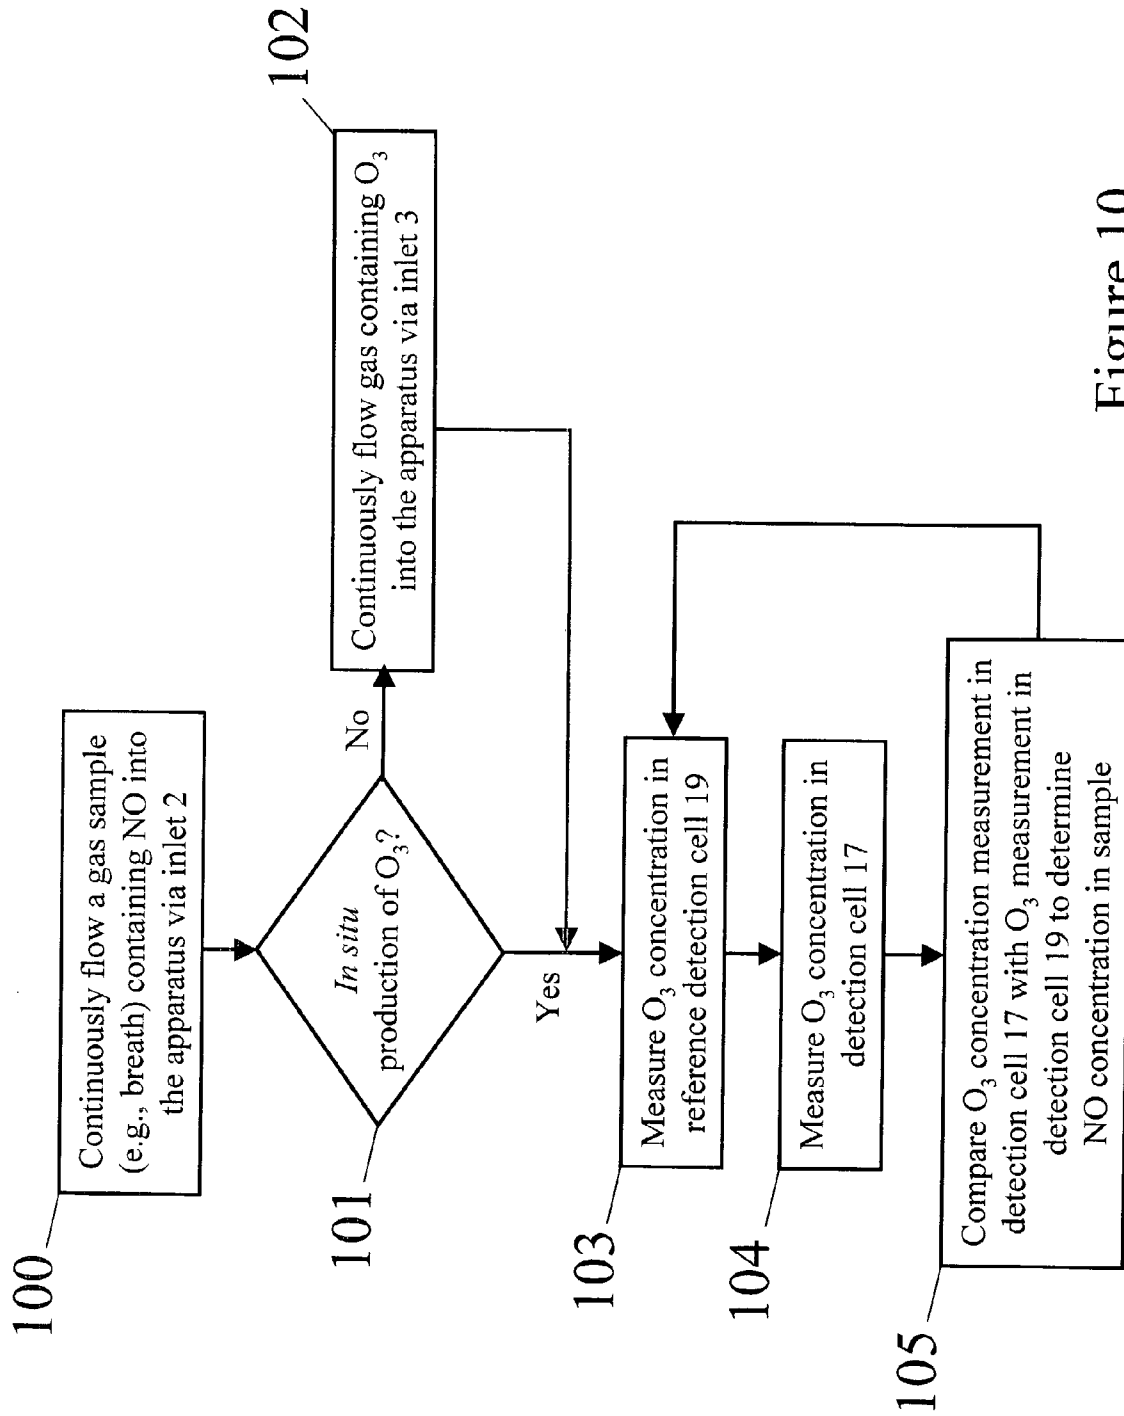 100
Continuously flow a gas sample
(e.g., breath) containing NO into
the apparatus via inlet 2
101
In situ
production of O₃?
No
102
Continuously flow gas containing O₃
into the apparatus via inlet 3
Yes
103
Measure O₃ concentration in
reference detection cell 19
104
Measure O₃ concentration in
detection cell 17
105
Compare O₃ concentration measurement in
detection cell 17 with O₃ measurement in
detection cell 19 to determine
NO concentration in sample
Figure 10